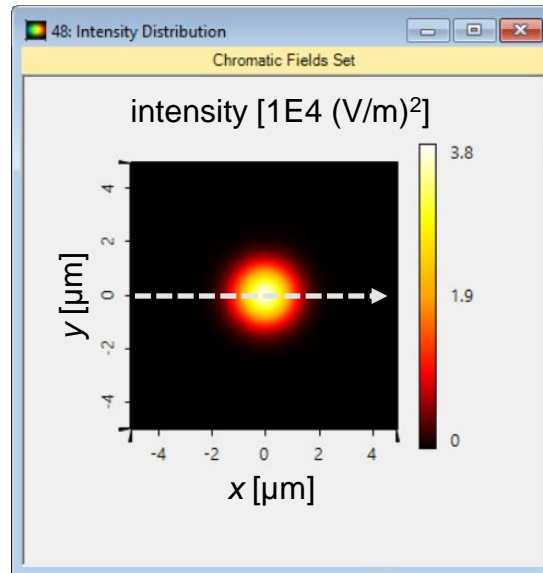 48: Intensity Distribution
Chromatic Fields Set
intensity [1E4 (V/m)²]
3.8
1.9
0
y [μm]
4
2
0
-2
-4
-4 -2 0 2 4
x [μm]